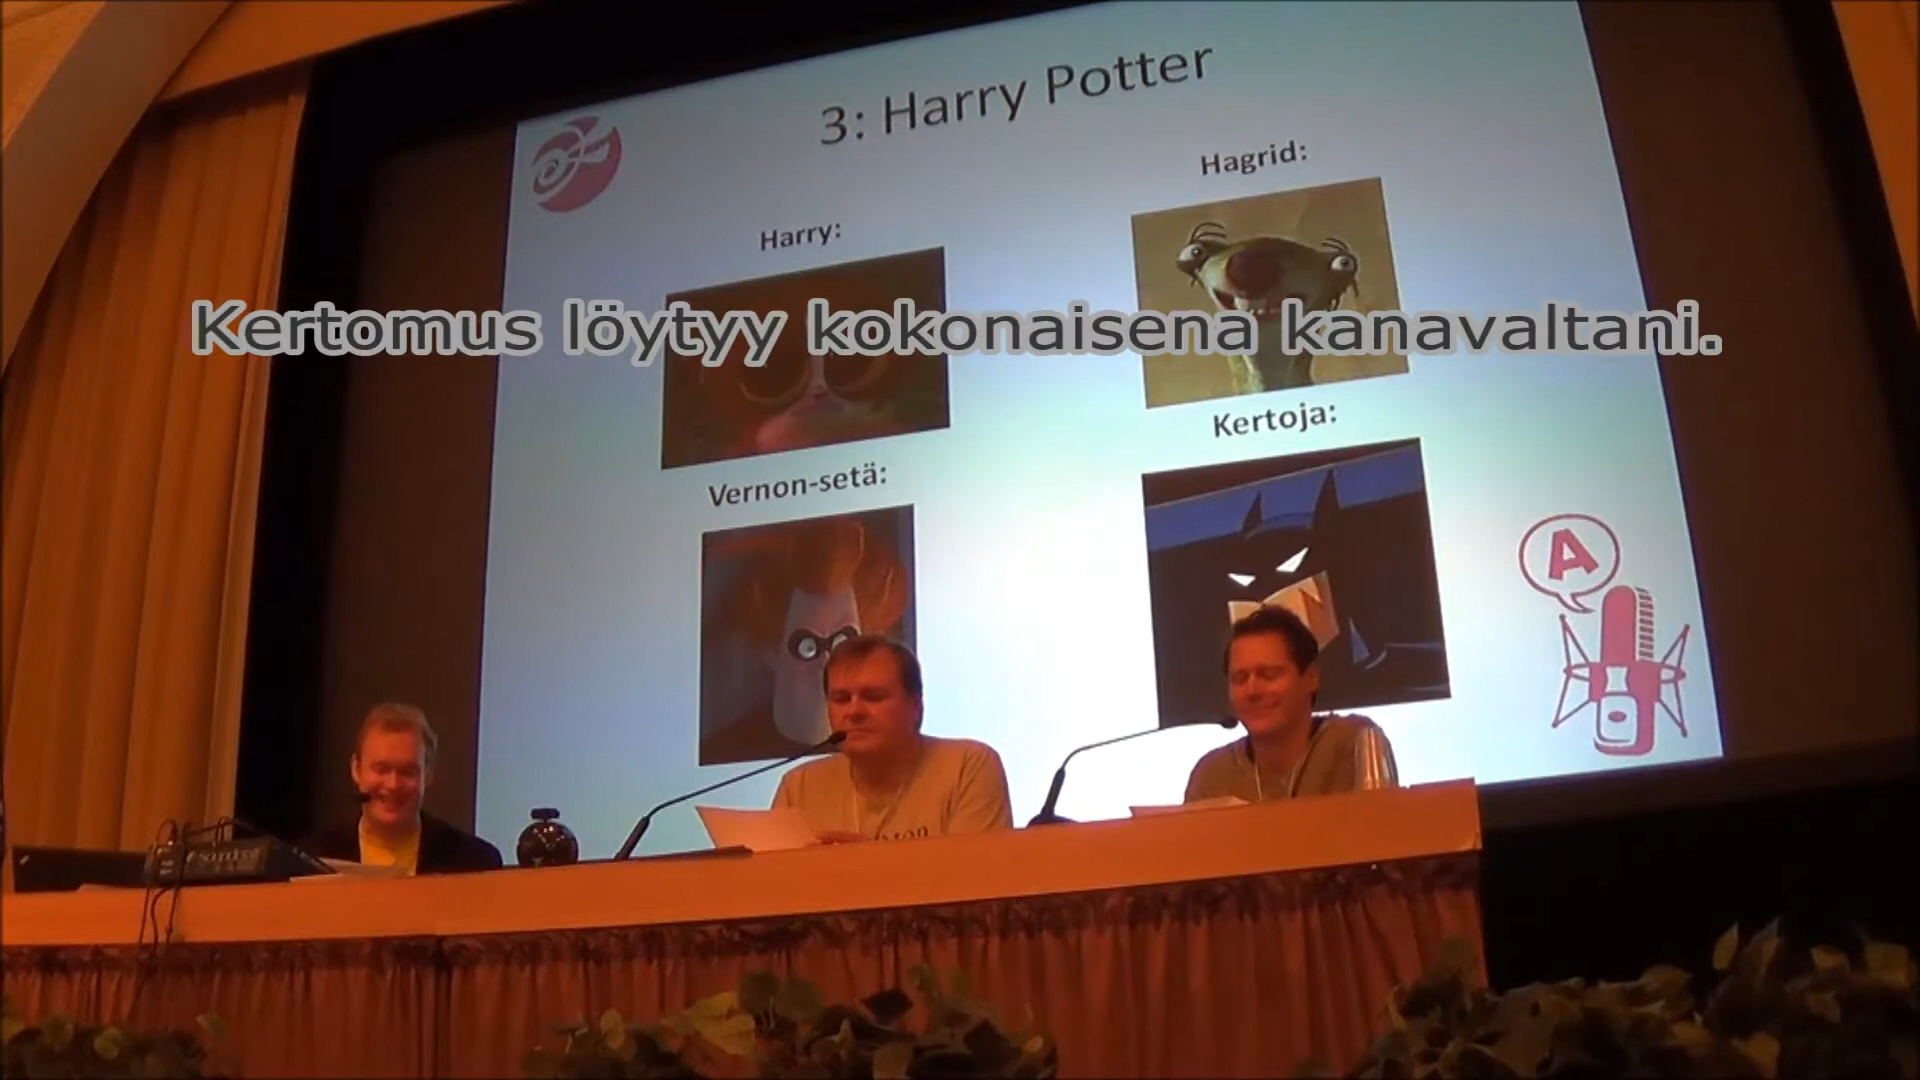 3: Harry Potter
Hagrid:
Harry:
Kertomus löytyy kokonaisena kanavaltani.
Kertoja:
Vernon-setä:
A